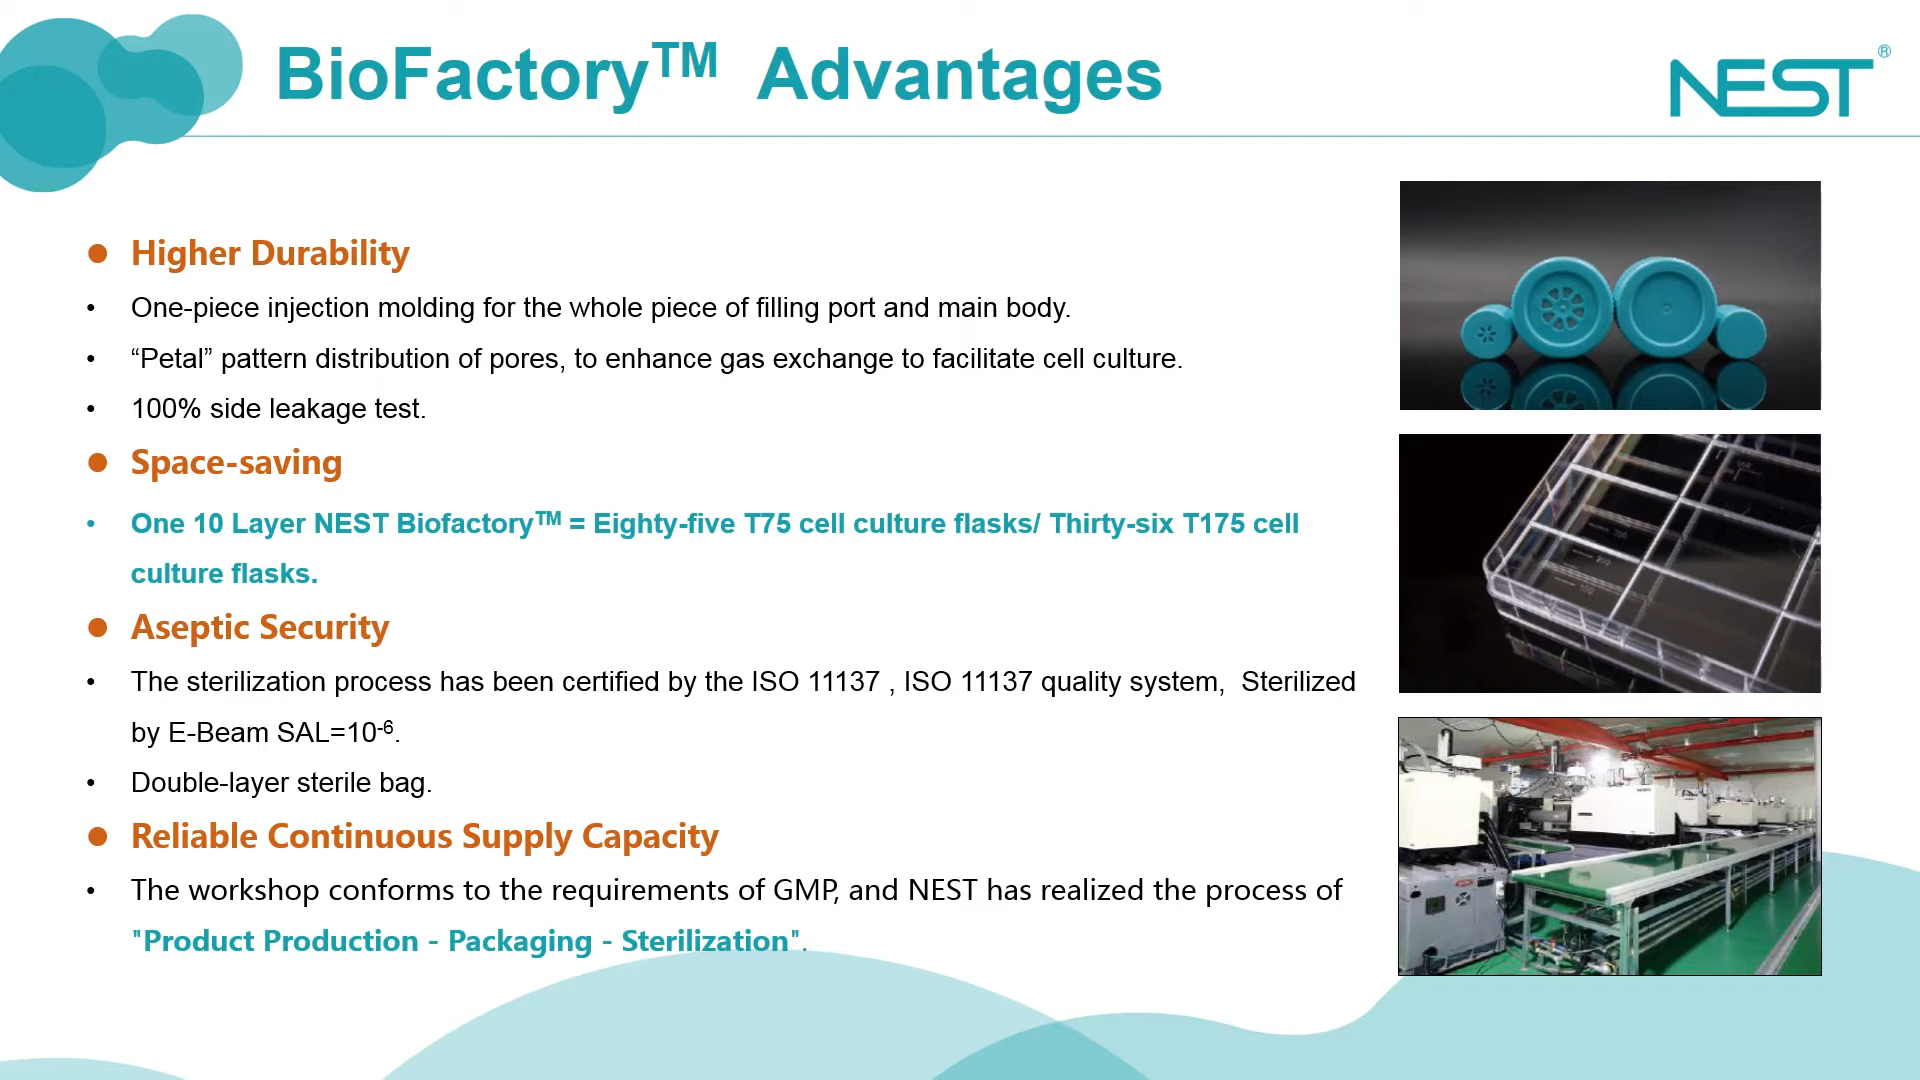 BioFactory™ Advantages
NEST®
Higher Durability
One-piece injection molding for the whole piece of filling port and main body.
“Petal” pattern distribution of pores, to enhance gas exchange to facilitate cell culture.
100% side leakage test.
Space-saving
One 10 Layer NEST Biofactory™ = Eighty-five T75 cell culture flasks/ Thirty-six T175 cell
culture flasks.
Aseptic Security
The sterilization process has been certified by the ISO 11137 , ISO 11137 quality system, Sterilized
by E-Beam SAL=10⁻⁶.
Double-layer sterile bag.
Reliable Continuous Supply Capacity
The workshop conforms to the requirements of GMP, and NEST has realized the process of
"Product Production - Packaging - Sterilization".